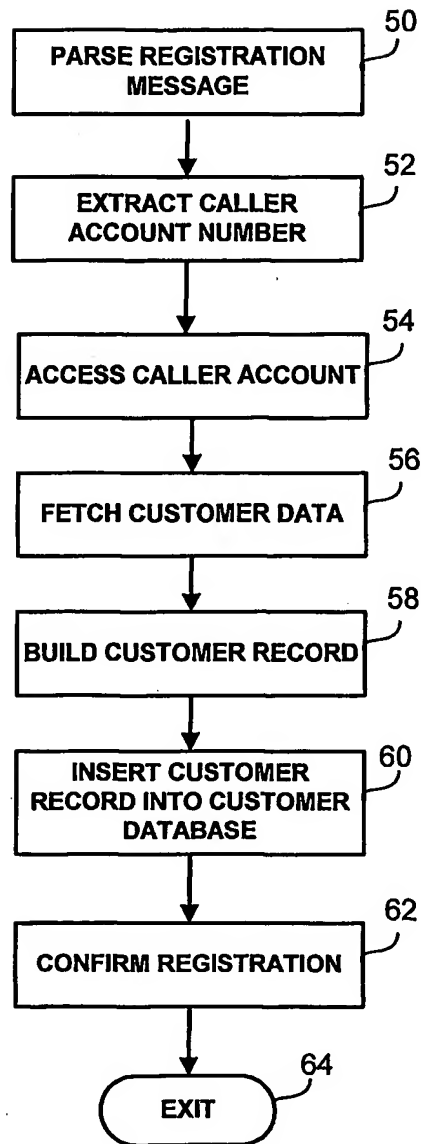 50
PARSE REGISTRATION
MESSAGE
52
EXTRACT CALLER
ACCOUNT NUMBER
54
ACCESS CALLER ACCOUNT
56
FETCH CUSTOMER DATA
58
BUILD CUSTOMER RECORD
60
INSERT CUSTOMER
RECORD INTO CUSTOMER
DATABASE
62
CONFIRM REGISTRATION
64
EXIT